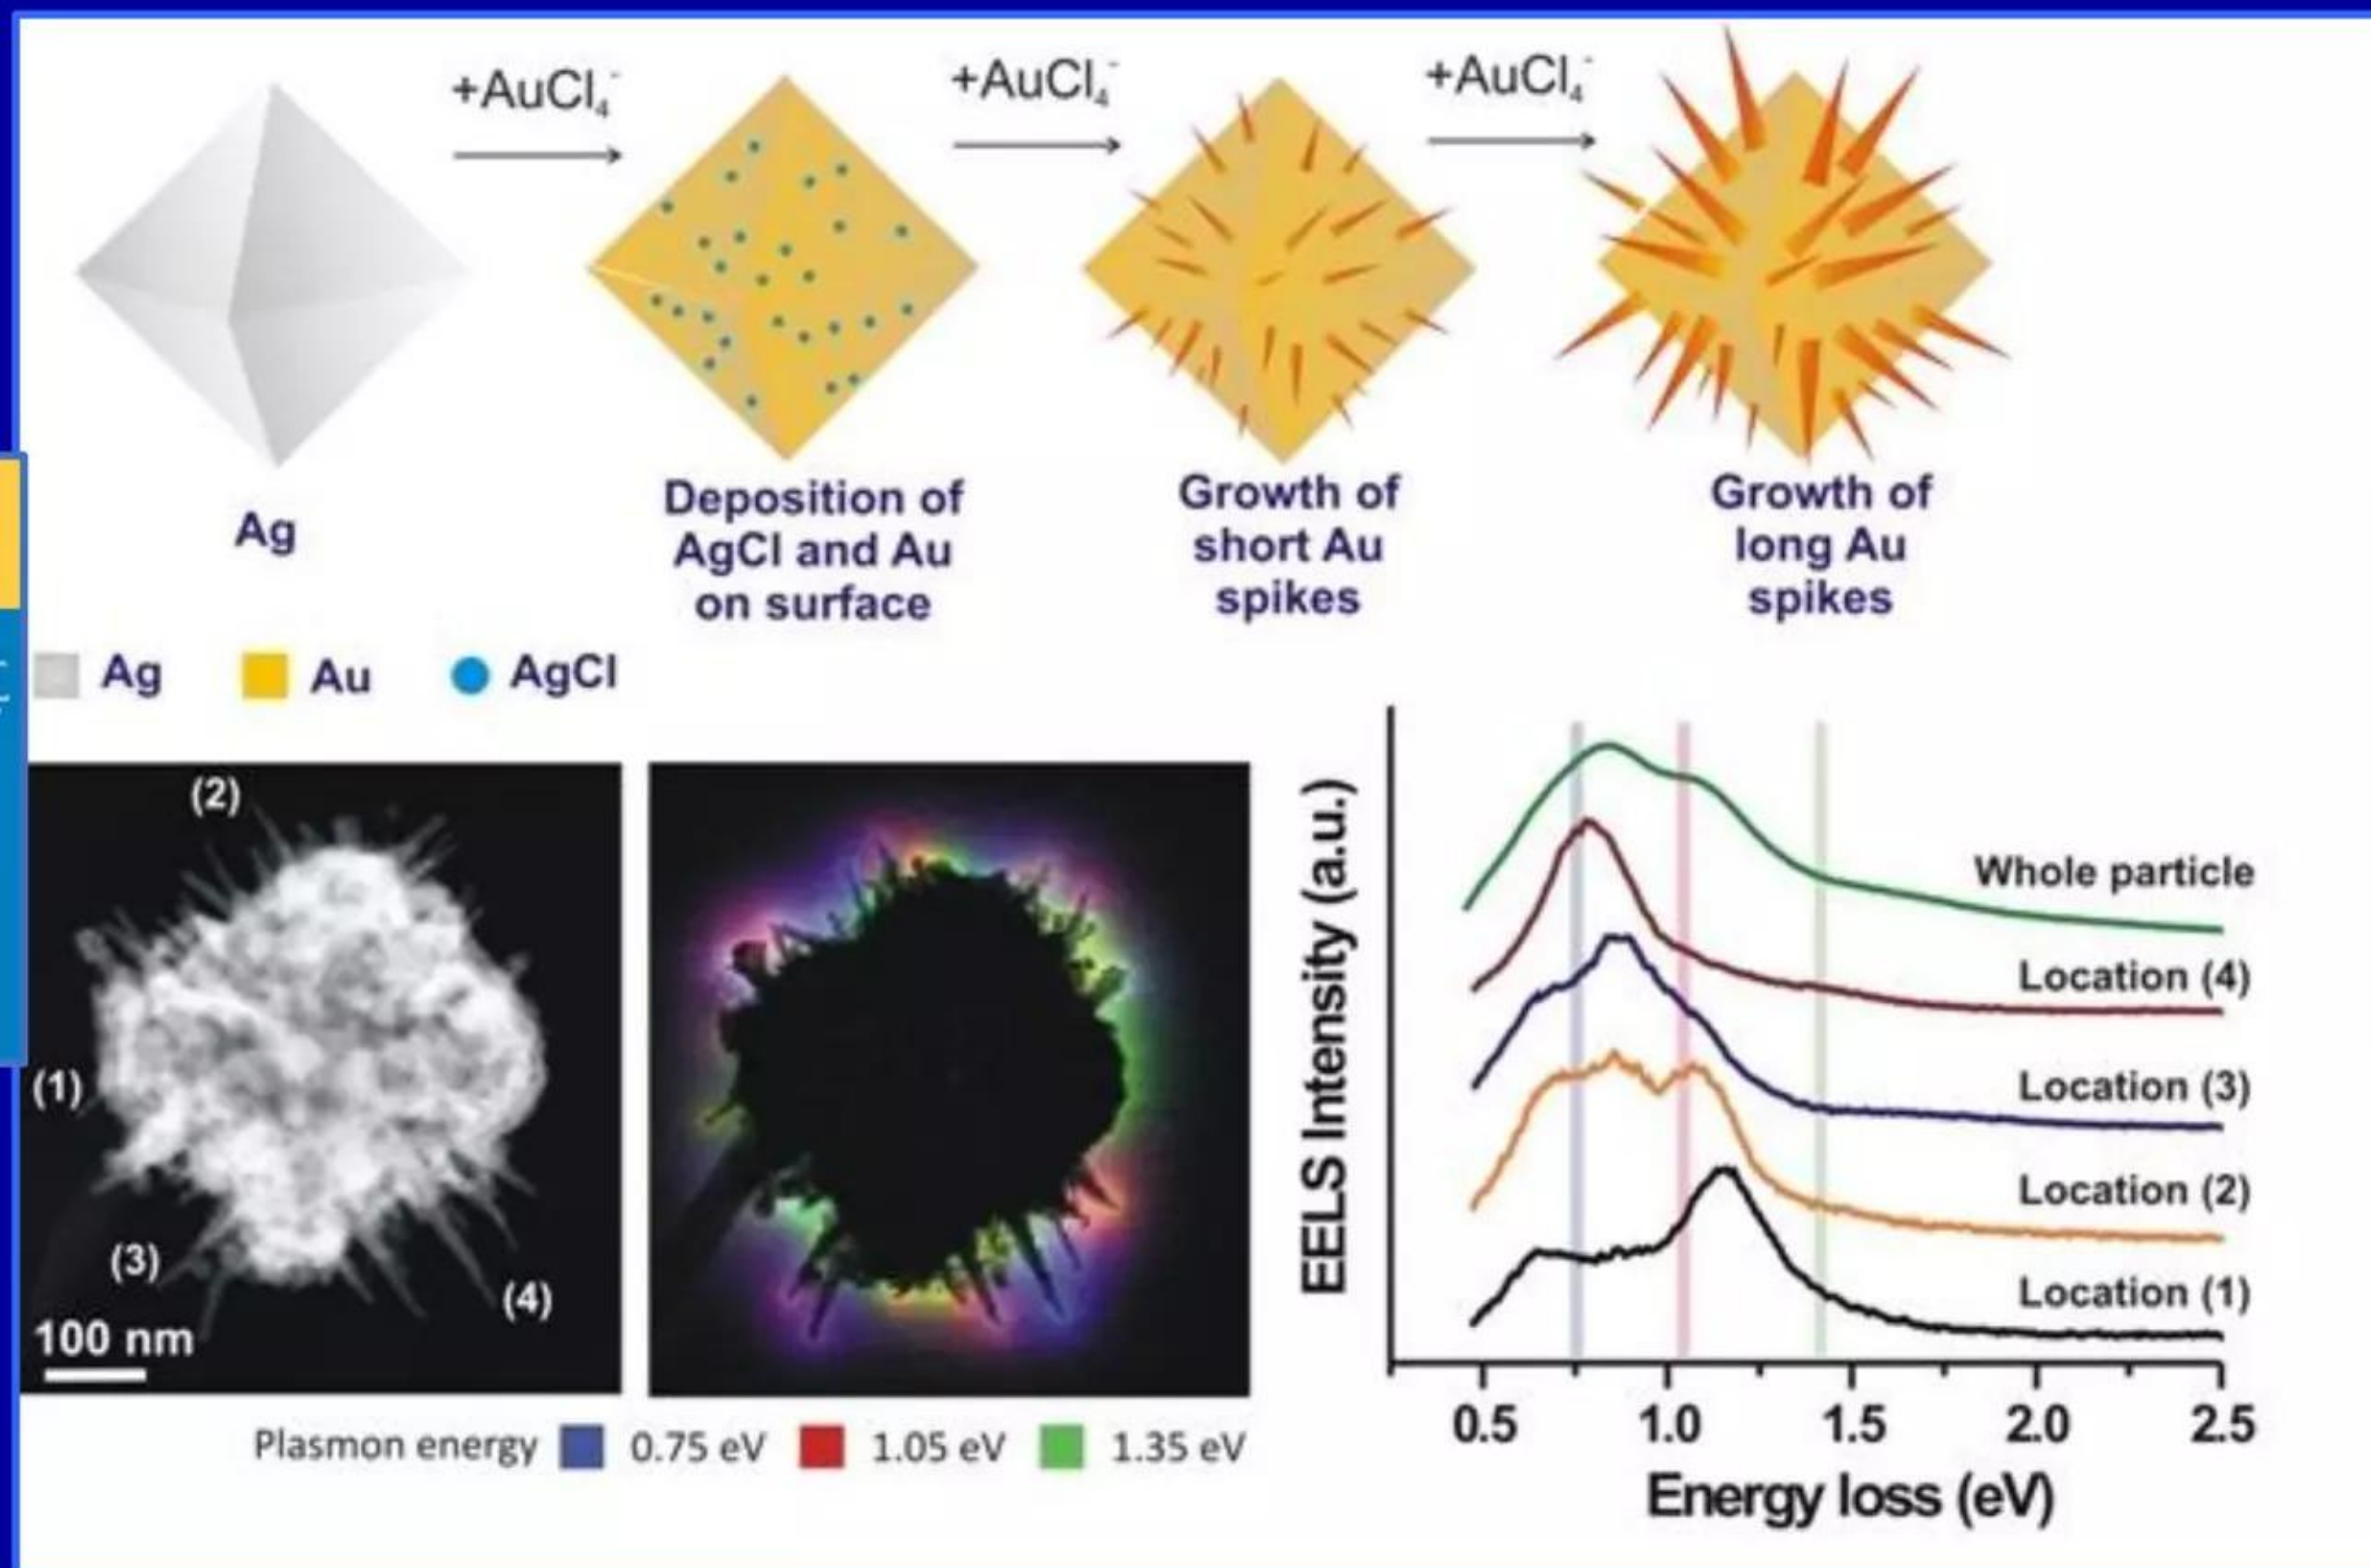 +AuCl₄⁻
+AuCl₄⁻
+AuCl₄⁻
Ag
Deposition of
AgCl and Au
on surface
Growth of
short Au
spikes
Growth of
long Au
spikes
Ag
Au
AgCl
(2)
(1)
(3)
(4)
100 nm
Plasmon energy
0.75 eV
1.05 eV
1.35 eV
EELS Intensity (a.u.)
Whole particle
Location (4)
Location (3)
Location (2)
Location (1)
0.5 1.0 1.5 2.0 2.5
Energy loss (eV)